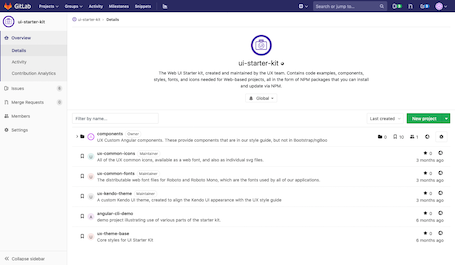 GitLab Projects Groups Activity Milestones Snippets Search or jump to...
ui-starter-kit
ui-starter-kit › Details
Overview
Details
Activity
Contribution Analytics
Issues 0
Merge Requests 0
Members
Settings
ui-starter-kit
The Web UI Starter Kit, created and maintained by the UX team. Contains code examples, components,
styles, fonts, and icons needed for Web-based projects, all in the form of NPM packages that you can install
and update via NPM.
Global
Filter by name... Last created New project
components Owner
UX Custom Angular components. These provide components that are in our style guide, but not in Bootstrap/ngBoo
0 10 1
ux-common-icons Maintainer 0
All of the UX common icons, available as a web font, and also as individual svg files. 3 months ago
ux-common-fonts Maintainer 0
The distributable web font files for Roboto and Roboto Mono, which are the fonts used by all of our applications 3 months ago
ux-kendo-theme Maintainer 0
A custom Kendo UI theme, created to align the Kendo UI appearance with the UX style guide 3 months ago
angular-cli-demo 0
demo project illustrating use of various parts of the starter kit. 6 months ago
ux-theme-base 0
Core styles for UI Starter Kit 3 months ago
Collapse sidebar